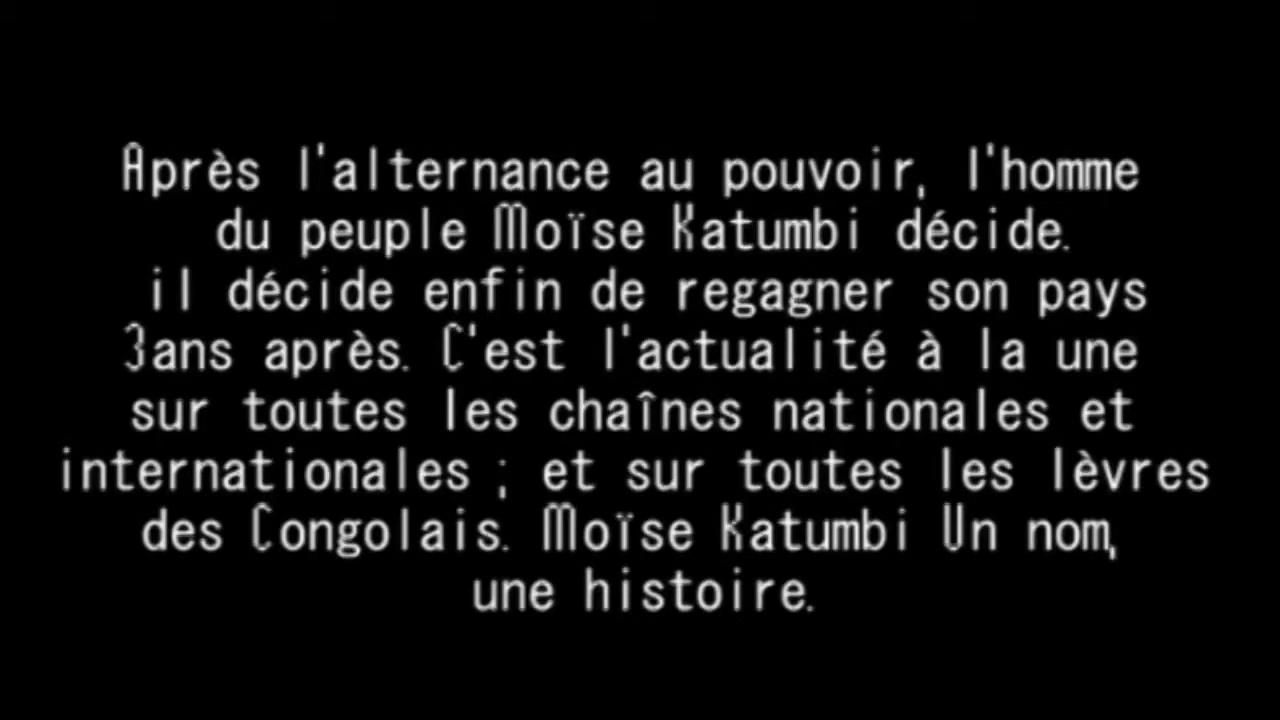 Après l'alternance au pouvoir, l'homme
du peuple Moïse Katumbi décide.
il décide enfin de regagner son pays
3ans après. C'est l'actualité à la une
sur toutes les chaînes nationales et
internationales ; et sur toutes les lèvres
des Congolais. Moïse Katumbi Un nom,
une histoire.